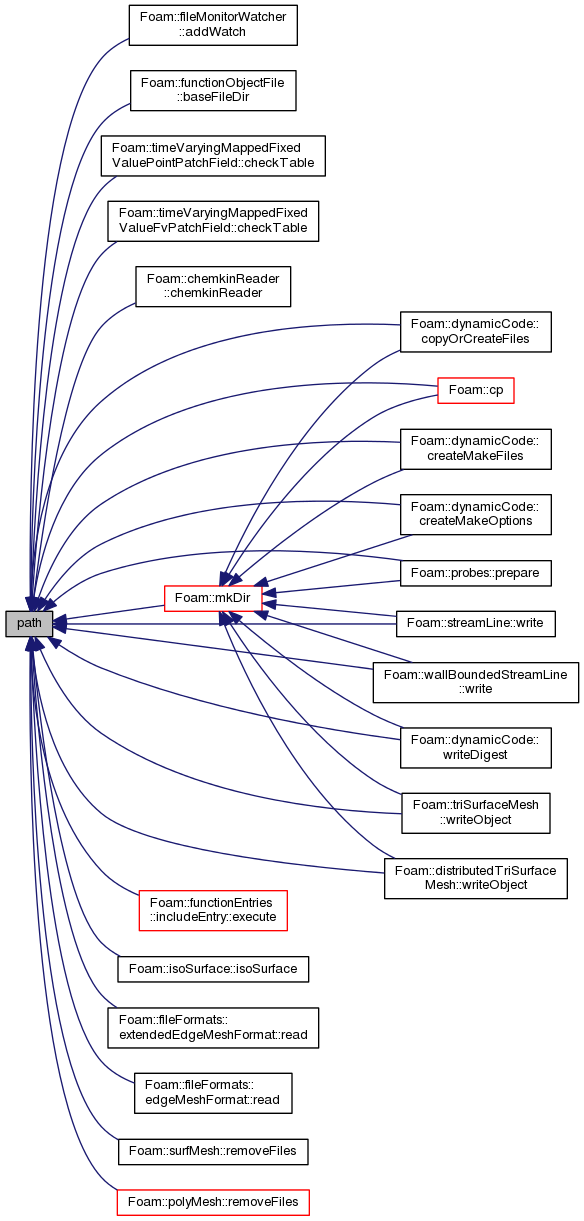 Foam::fileMonitorWatcher
::addWatch
Foam::functionObjectFile
::baseFileDir
Foam::timeVaryingMappedFixed
ValuePointPatchField::checkTable
Foam::timeVaryingMappedFixed
ValueFvPatchField::checkTable
Foam::chemkinReader
::chemkinReader
Foam::dynamicCode::
copyOrCreateFiles
Foam::cp
Foam::dynamicCode::
createMakeFiles
Foam::dynamicCode::
createMakeOptions
Foam::probes::prepare
Foam::mkDir
path
Foam::streamLine::write
Foam::wallBoundedStreamLine
::write
Foam::dynamicCode::
writeDigest
Foam::triSurfaceMesh
::writeObject
Foam::distributedTriSurface
Mesh::writeObject
Foam::functionEntries
::includeEntry::execute
Foam::isoSurface::isoSurface
Foam::fileFormats::
extendedEdgeMeshFormat::read
Foam::fileFormats::
edgeMeshFormat::read
Foam::surfMesh::removeFiles
Foam::polyMesh::removeFiles